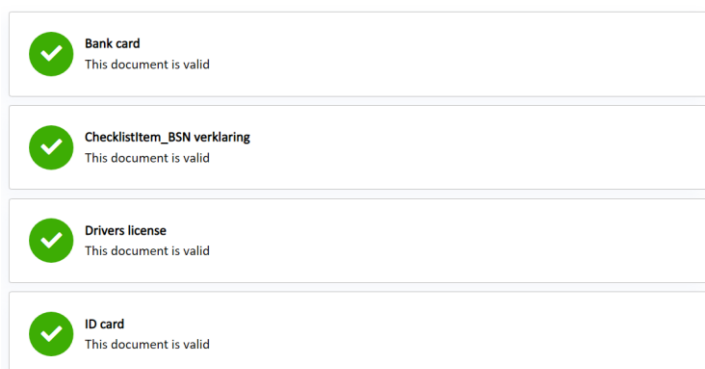 Bank card
This document is valid
ChecklistItem_BSN verklaring
This document is valid
Drivers license
This document is valid
ID card
This document is valid